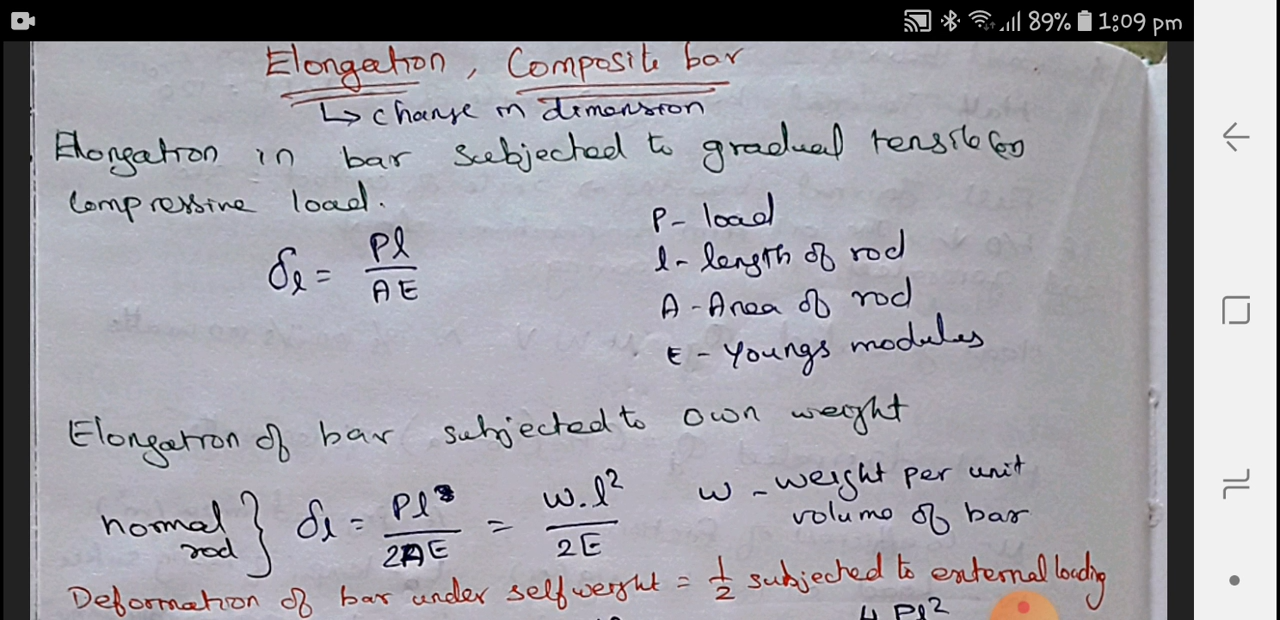 89% 1:09 pm
Elongation, Composite bar
↳ change in dimension
Elongation in bar subjected to gradual tensile (or)
Compressive load.
P - load
δl = Pl / AE
l - length of rod
A - Area of rod
E - Youngs modules
Elongation of bar subjected to own weight
normal rod } δl = Pl / 2AE = w.l² / 2E
w - weight per unit
volume of bar
Deformation of bar under self weight = 1/2 subjected to external loading
4 Pl²